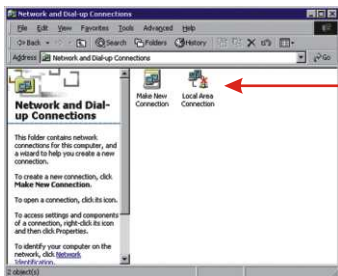 Network and Dial-up Connections
File Edit View Favorites Tools Advanced Help
Back Search Folders History
Address Network and Dial-up Connections Go
Network and Dial-
up Connections
This folder contains network
connections for this computer, and
a wizard to help you create a new
connection.
To create a new connection, click
Make New Connection.
To open a connection, click its icon.
To access settings and components
of a connection, right-click its icon
and then click Properties.
To identify your computer on the
network, click Network
Identification.
Make New
Connection
Local Area
Connection
2 object(s)